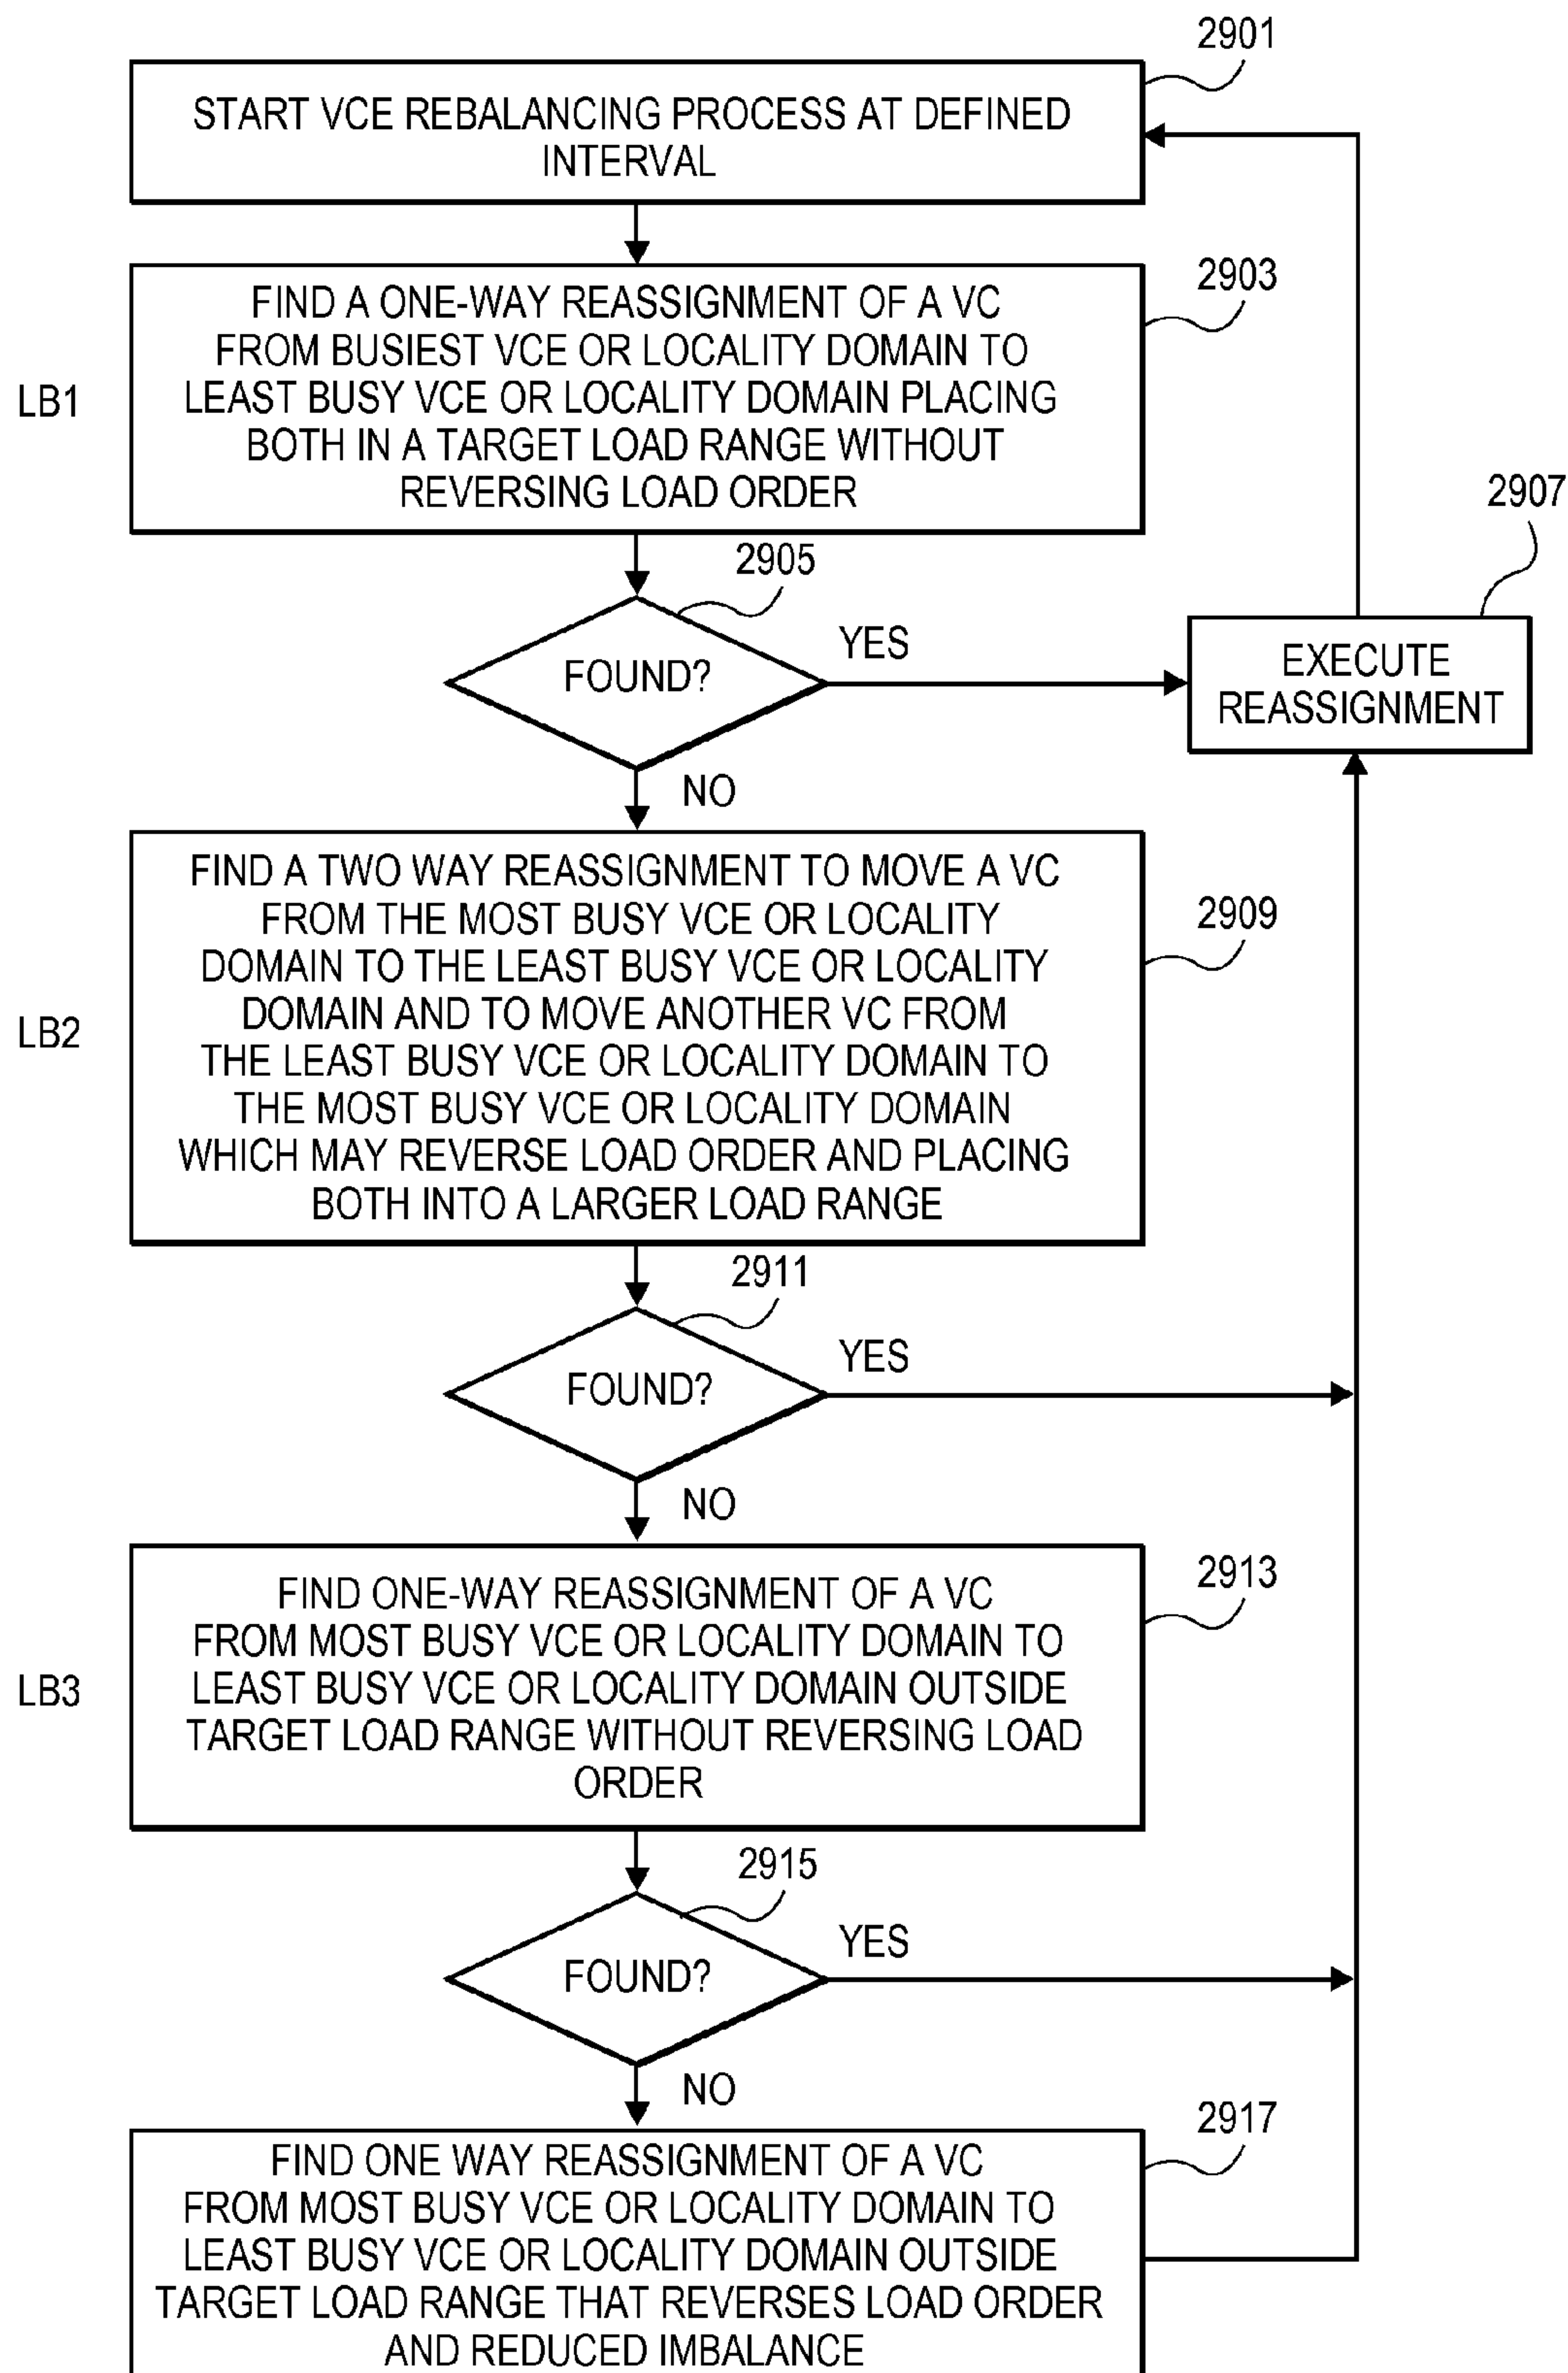 2901
START VCE REBALANCING PROCESS AT DEFINED
INTERVAL
2903
FIND A ONE-WAY REASSIGNMENT OF A VC
FROM BUSIEST VCE OR LOCALITY DOMAIN TO
LEAST BUSY VCE OR LOCALITY DOMAIN PLACING
BOTH IN A TARGET LOAD RANGE WITHOUT
REVERSING LOAD ORDER
LB1
2905
FOUND?
YES
NO
2907
EXECUTE
REASSIGNMENT
FIND A TWO WAY REASSIGNMENT TO MOVE A VC
FROM THE MOST BUSY VCE OR LOCALITY
DOMAIN TO THE LEAST BUSY VCE OR LOCALITY
DOMAIN AND TO MOVE ANOTHER VC FROM
THE LEAST BUSY VCE OR LOCALITY DOMAIN TO
THE MOST BUSY VCE OR LOCALITY DOMAIN
WHICH MAY REVERSE LOAD ORDER AND PLACING
BOTH INTO A LARGER LOAD RANGE
2909
LB2
2911
FOUND?
YES
NO
FIND ONE-WAY REASSIGNMENT OF A VC
FROM MOST BUSY VCE OR LOCALITY DOMAIN TO
LEAST BUSY VCE OR LOCALITY DOMAIN OUTSIDE
TARGET LOAD RANGE WITHOUT REVERSING LOAD
ORDER
2913
LB3
2915
FOUND?
YES
NO
2917
FIND ONE WAY REASSIGNMENT OF A VC
FROM MOST BUSY VCE OR LOCALITY DOMAIN TO
LEAST BUSY VCE OR LOCALITY DOMAIN OUTSIDE
TARGET LOAD RANGE THAT REVERSES LOAD ORDER
AND REDUCED IMBALANCE